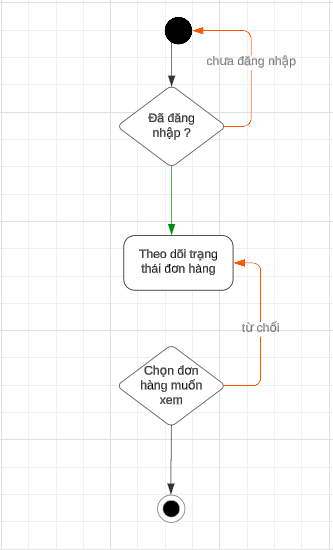 chưa đăng nhập
Đã đăng
nhập ?
Theo dõi trạng
thái đơn hàng
từ chối
Chọn đơn
hàng muốn
xem